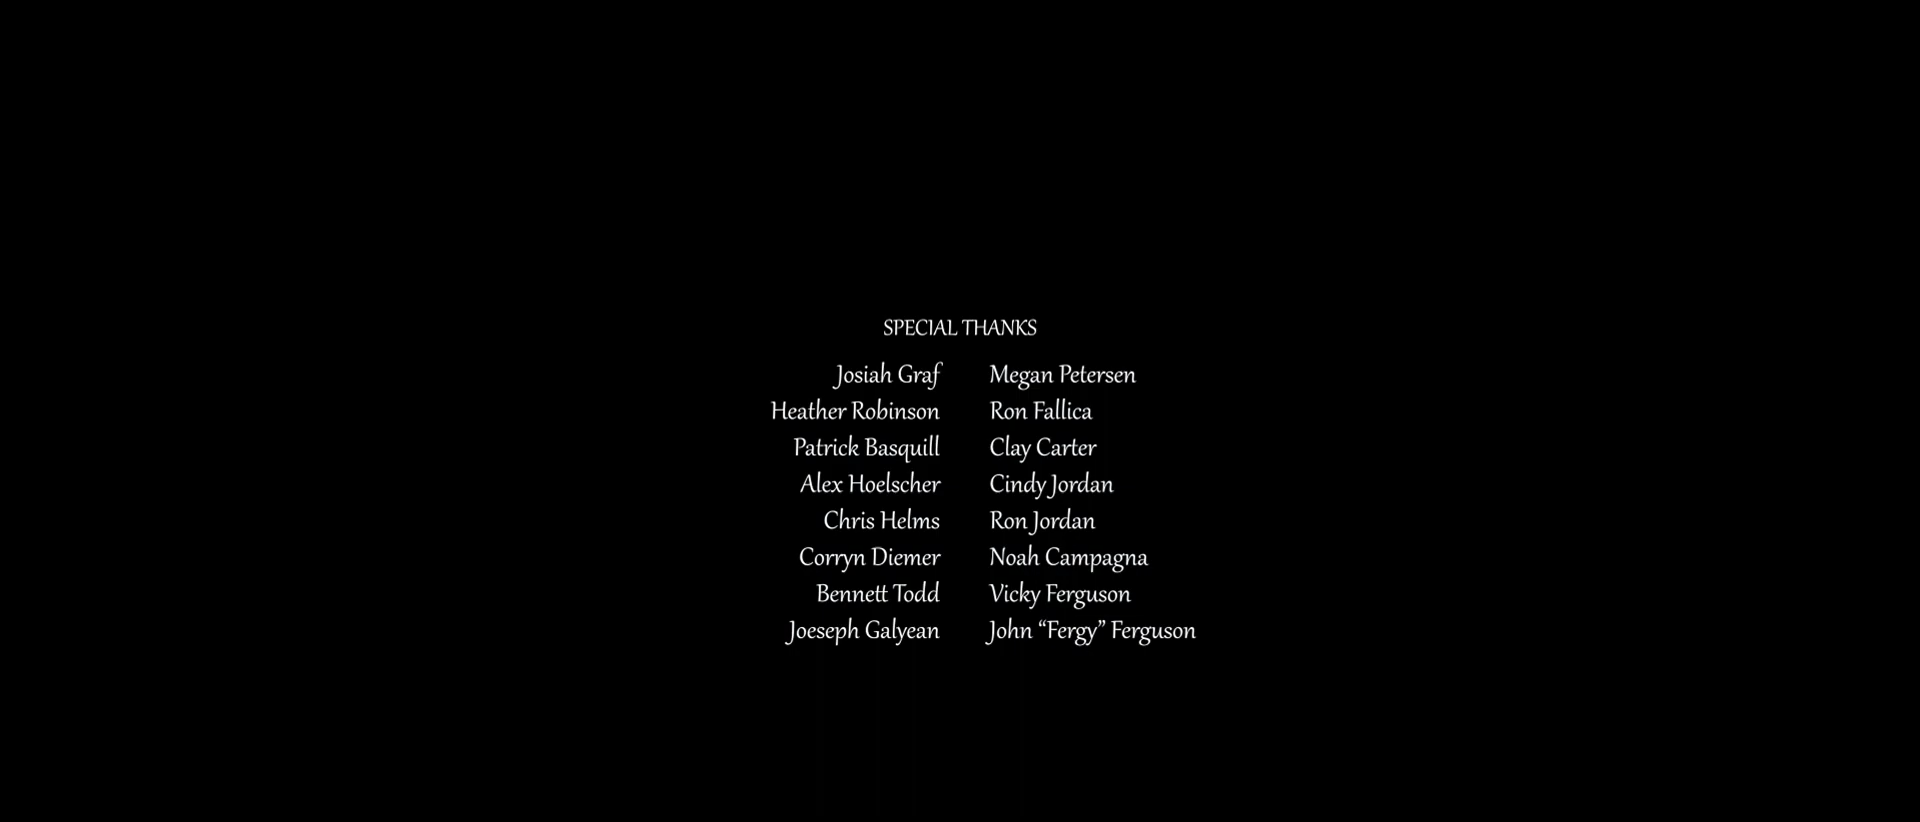 SPECIAL THANKS
Josiah Graf Megan Petersen
Heather Robinson Ron Fallica
Patrick Basquill Clay Carter
Alex Hoelscher Cindy Jordan
Chris Helms Ron Jordan
Corryn Diemer Noah Campagna
Bennett Todd Vicky Ferguson
Joeseph Galyean John “Fergy” Ferguson